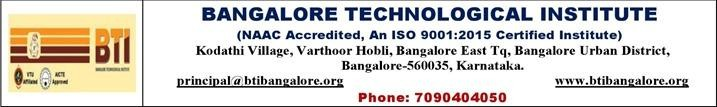 BANGALORE TECHNOLOGICAL INSTITUTE
(NAAC Accredited, An ISO 9001:2015 Certified Institute)
Kodathi Village, Varthoor Hobli, Bangalore East Tq, Bangalore Urban District,
Bangalore-560035, Karnataka.
principal@btibangalore.org www.btibangalore.org
Phone: 7090404050
BTI
BANGALORE TECHNOLOGICAL INSTITUTE
VTU Affiliated
AICTE Approved